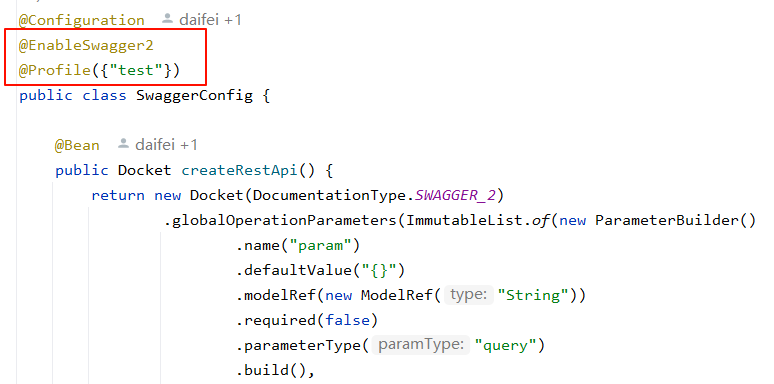 @Configuration daifei +1
@EnableSwagger2
@Profile({"test"})
public class SwaggerConfig {
@Bean daifei +1
public Docket createRestApi() {
return new Docket(DocumentationType.SWAGGER_2)
.globalOperationParameters(ImmutableList.of(new ParameterBuilder()
.name("param")
.defaultValue("{}")
.modelRef(new ModelRef( type: "String"))
.required(false)
.parameterType( paramType: "query")
.build(),